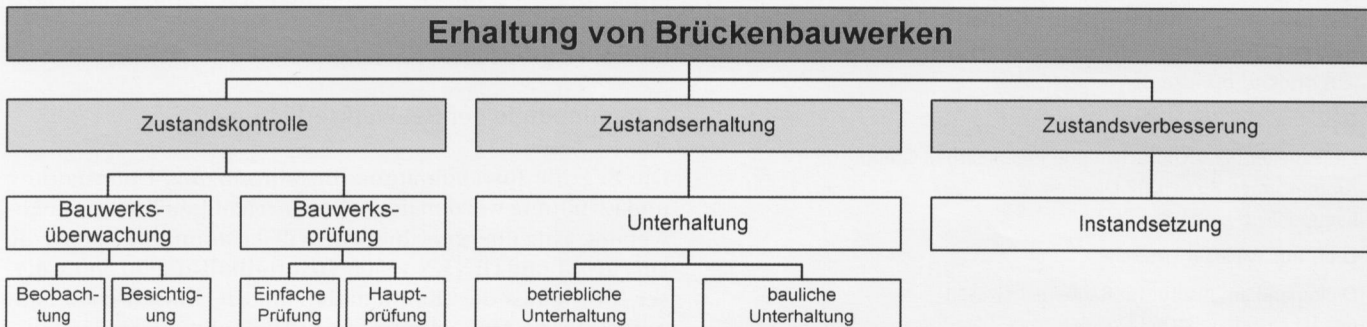 Erhaltung von Brückenbauwerken
Zustandskontrolle
Zustandserhaltung
Zustandsverbesserung
Bauwerks-
überwachung
Bauwerks-
prüfung
Unterhaltung
Instandsetzung
Beobach-
tung
Besichtig-
ung
Einfache
Prüfung
Haupt-
prüfung
betriebliche
Unterhaltung
bauliche
Unterhaltung